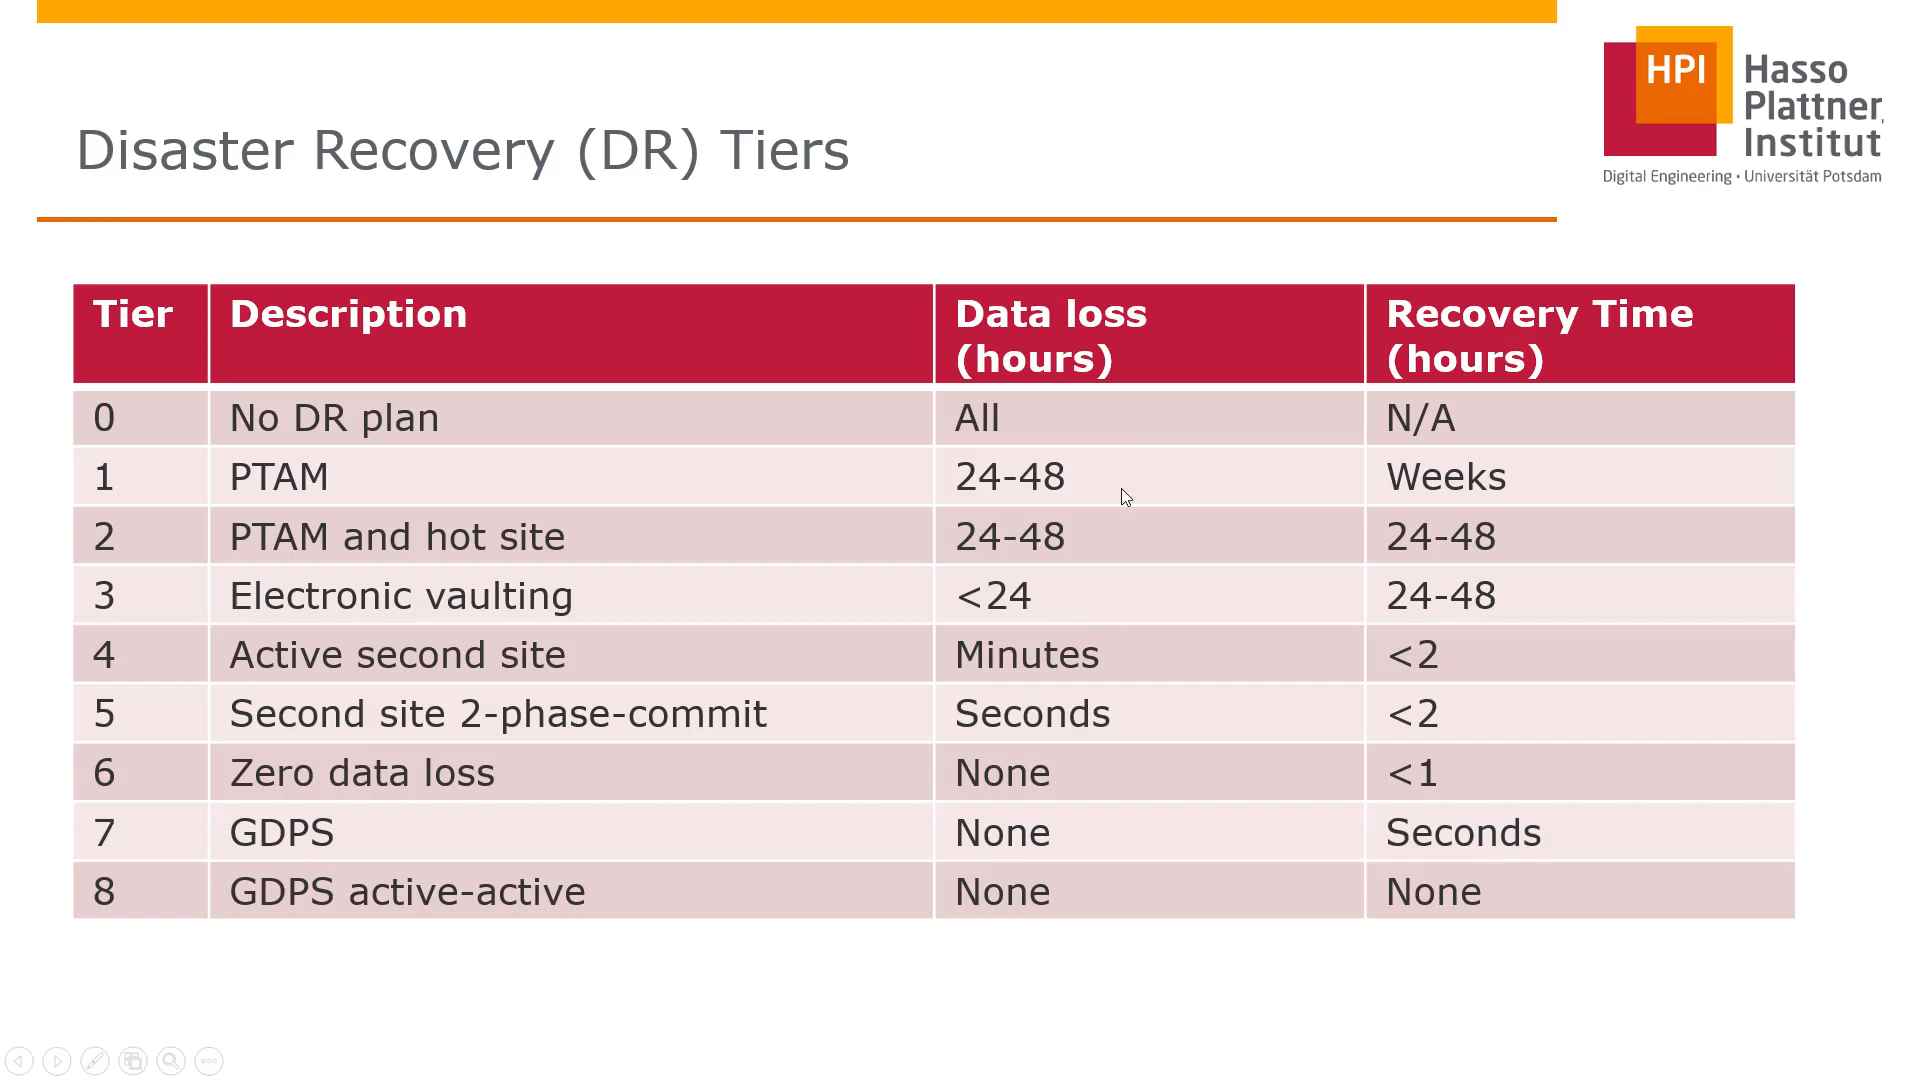 HPI
Hasso
Plattner
Institut
Digital Engineering • Universität Potsdam
Disaster Recovery (DR) Tiers
Tier Description Data loss (hours) Recovery Time (hours)
0 No DR plan All N/A
1 PTAM 24-48 Weeks
2 PTAM and hot site 24-48 24-48
3 Electronic vaulting <24 24-48
4 Active second site Minutes <2
5 Second site 2-phase-commit Seconds <2
6 Zero data loss None <1
7 GDPS None Seconds
8 GDPS active-active None None